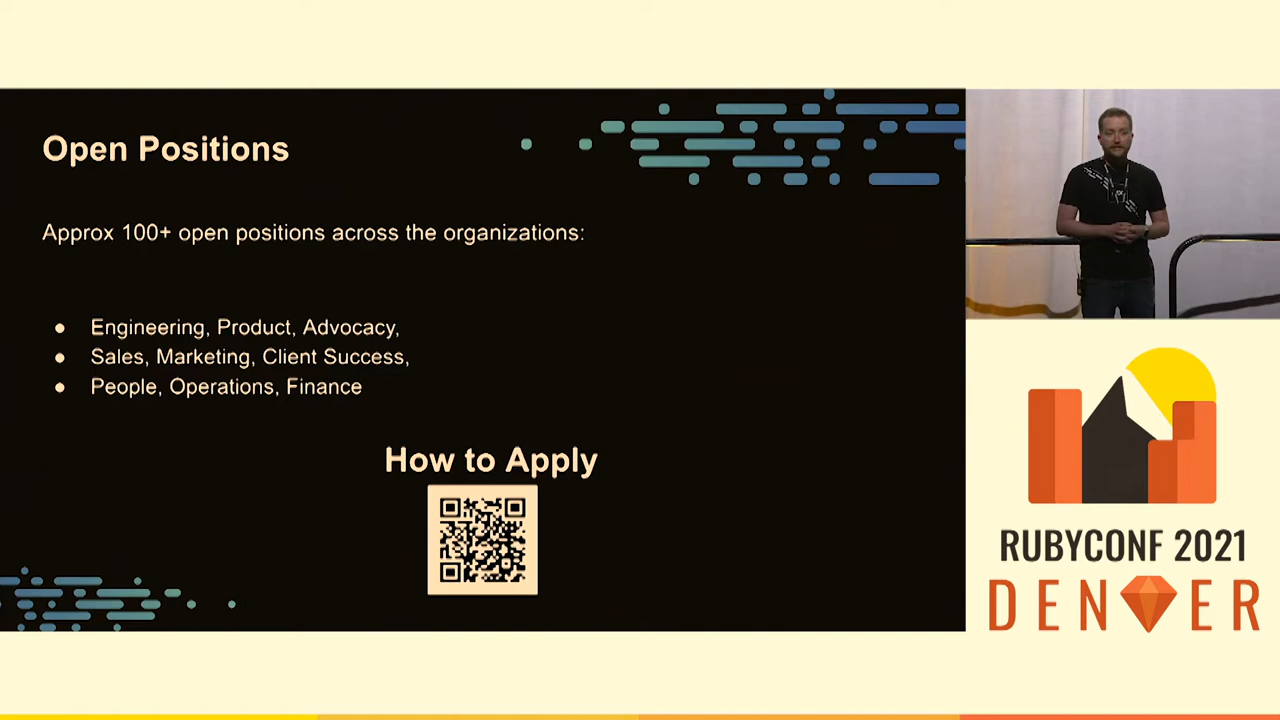 Open Positions
Approx 100+ open positions across the organizations:
● Engineering, Product, Advocacy,
● Sales, Marketing, Client Success,
● People, Operations, Finance
How to Apply
RUBYCONF 2021
DENVER